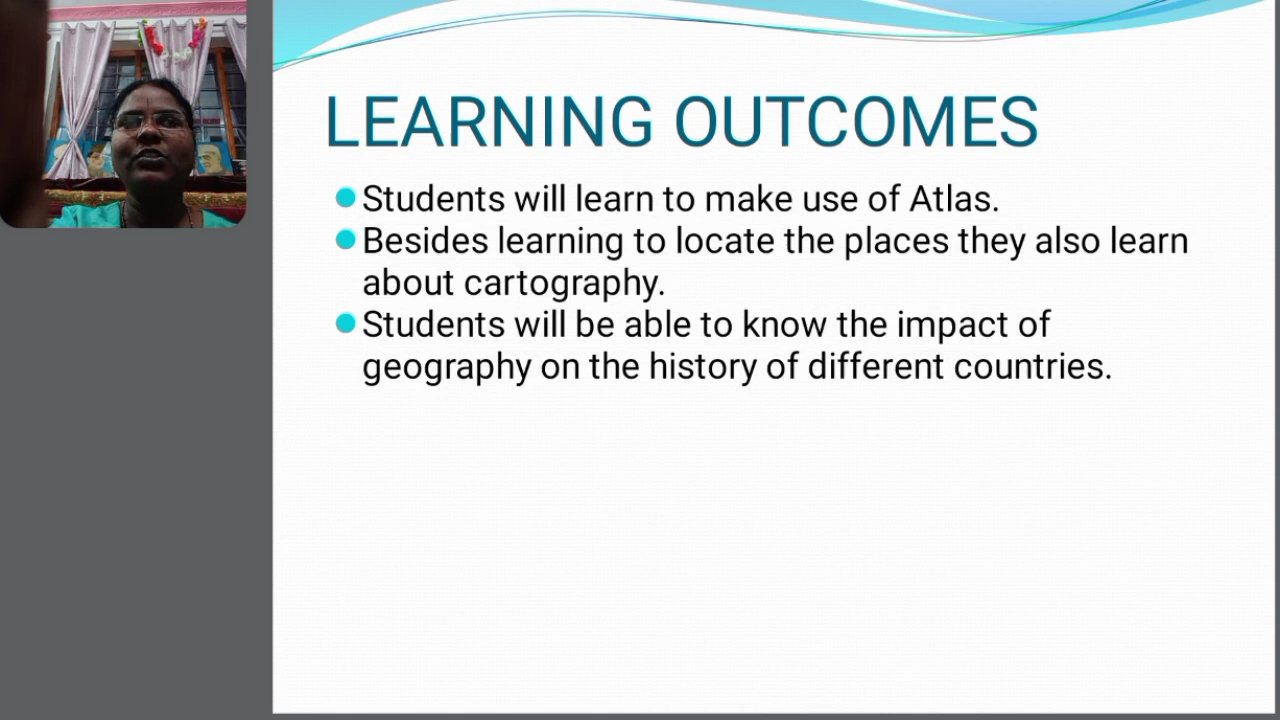 LEARNING OUTCOMES
Students will learn to make use of Atlas.
Besides learning to locate the places they also learn
about cartography.
Students will be able to know the impact of
geography on the history of different countries.